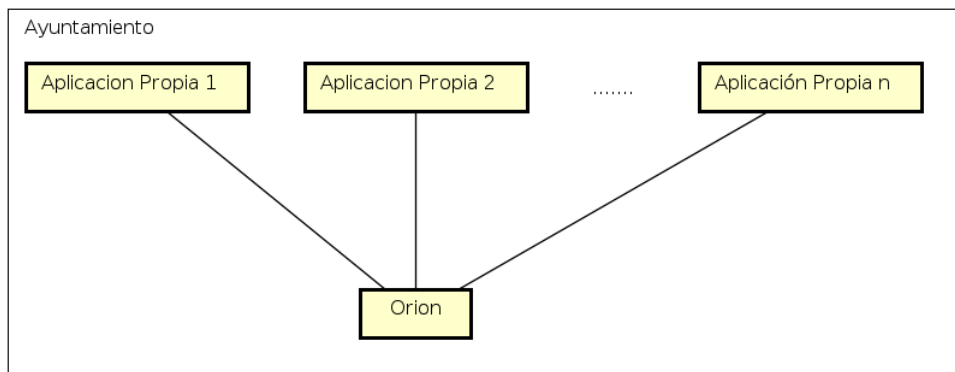 Ayuntamiento
Aplicacion Propia 1
Aplicacion Propia 2
.......
Aplicación Propia n
Orion